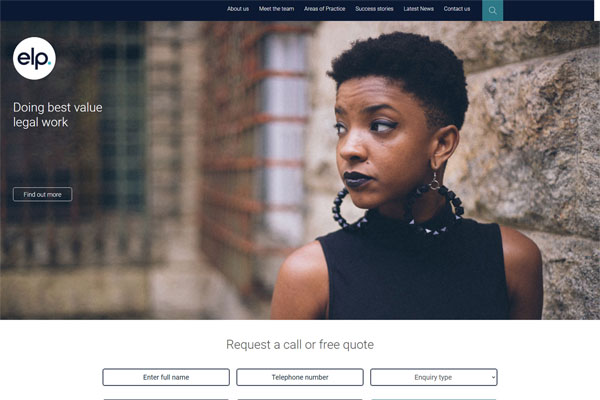 About us Meet the team Areas of Practice Success stories Latest News Contact us
elp.
Doing best value
legal work
Find out more
Request a call or free quote
Enter full name Telephone number Enquiry type